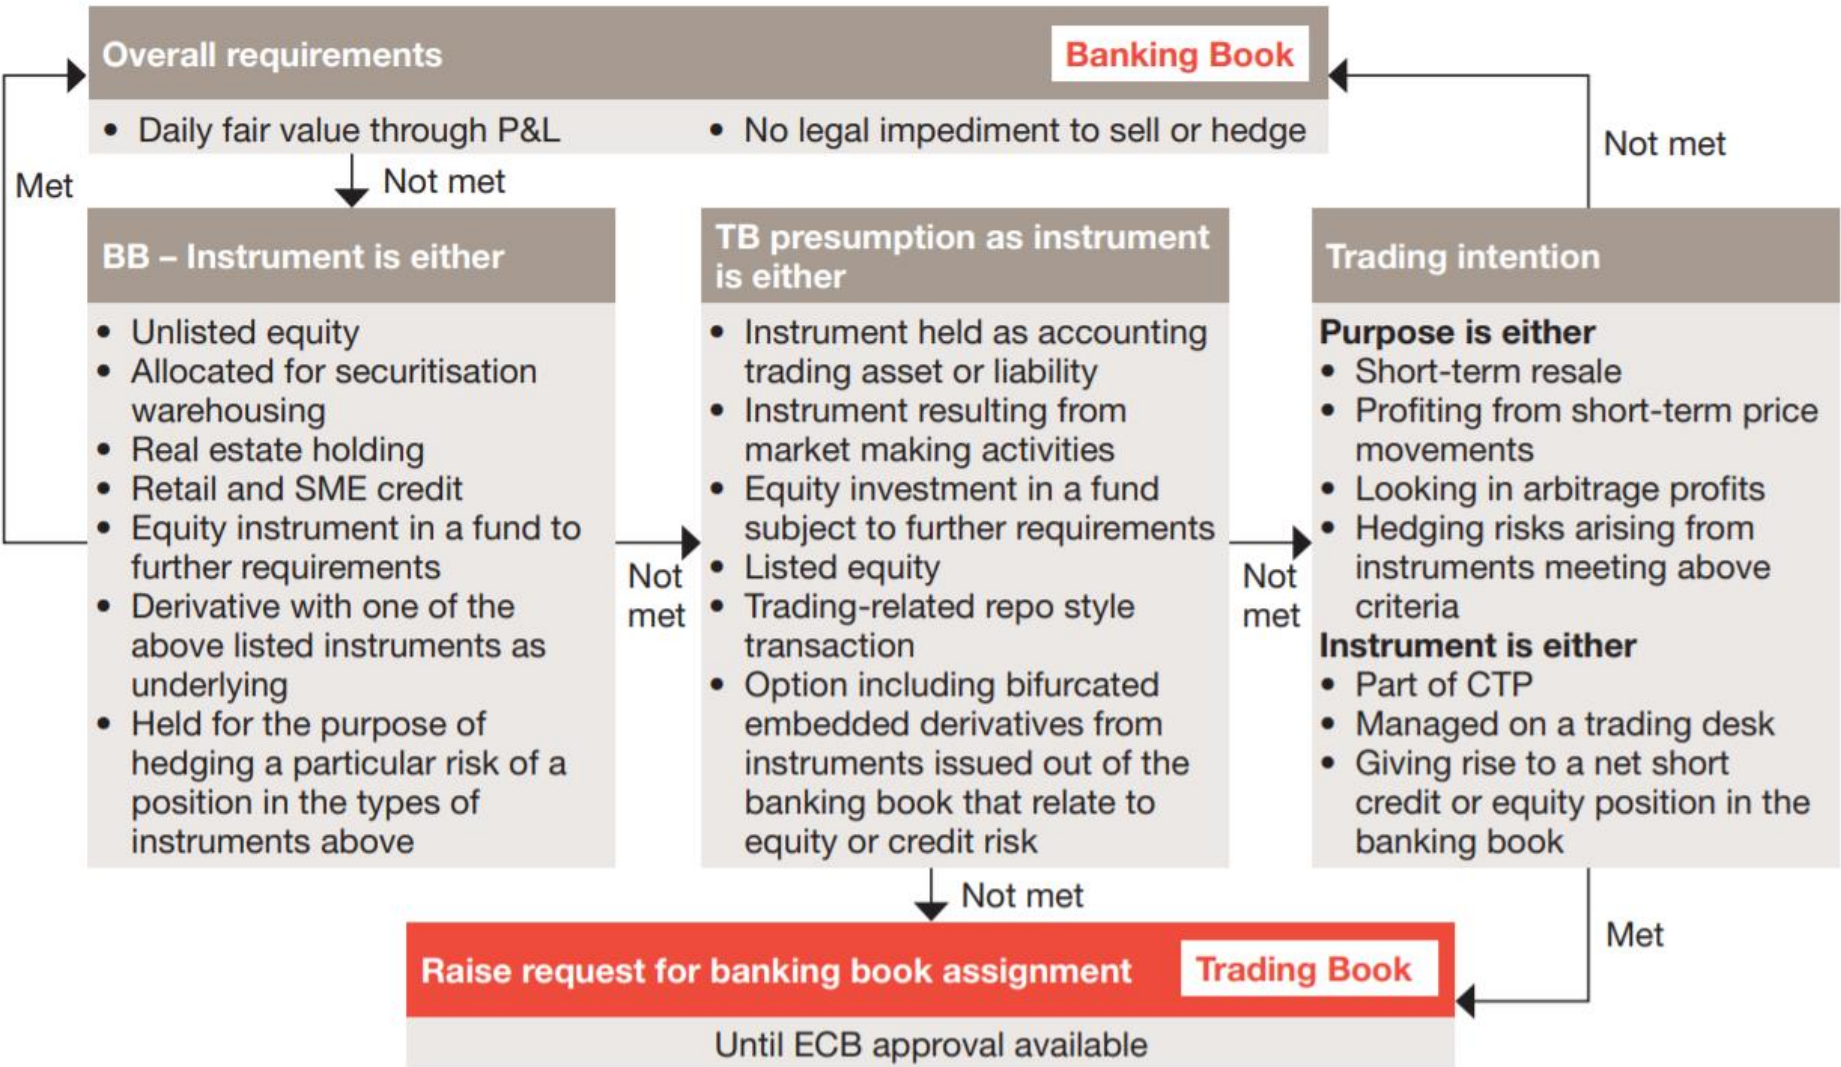 Overall requirements
Banking Book
• Daily fair value through P&L
• No legal impediment to sell or hedge
Met
Not met
Not met
BB – Instrument is either
• Unlisted equity
• Allocated for securitisation
warehousing
• Real estate holding
• Retail and SME credit
• Equity instrument in a fund to
further requirements
• Derivative with one of the
above listed instruments as
underlying
• Held for the purpose of
hedging a particular risk of a
position in the types of
instruments above
Not
met
TB presumption as instrument
is either
• Instrument held as accounting
trading asset or liability
• Instrument resulting from
market making activities
• Equity investment in a fund
subject to further requirements
• Listed equity
• Trading-related repo style
transaction
• Option including bifurcated
embedded derivatives from
instruments issued out of the
banking book that relate to
equity or credit risk
Not
met
Trading intention
Purpose is either
• Short-term resale
• Profiting from short-term price
movements
• Looking in arbitrage profits
• Hedging risks arising from
instruments meeting above
criteria
Instrument is either
• Part of CTP
• Managed on a trading desk
• Giving rise to a net short
credit or equity position in the
banking book
Not met
Met
Raise request for banking book assignment
Trading Book
Until ECB approval available